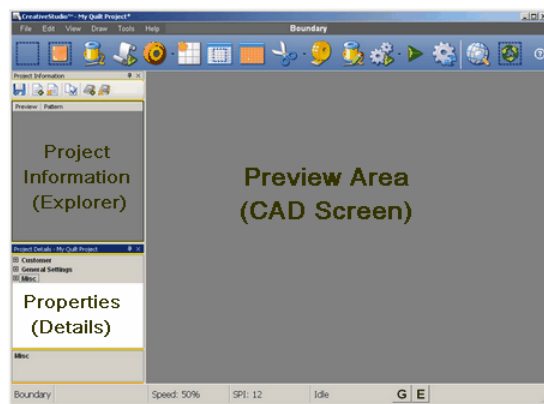 CreativeStudio™ - My Quilt Project*
File Edit View Draw Tools Help Boundary
Project Information
Preview Pattern
Project
Information
(Explorer)
Preview Area
(CAD Screen)
Project Details - My Quilt Project
Customer
General Settings
Misc
Properties
(Details)
Misc
Boundary Speed: 50% SPI: 12 Idle G E